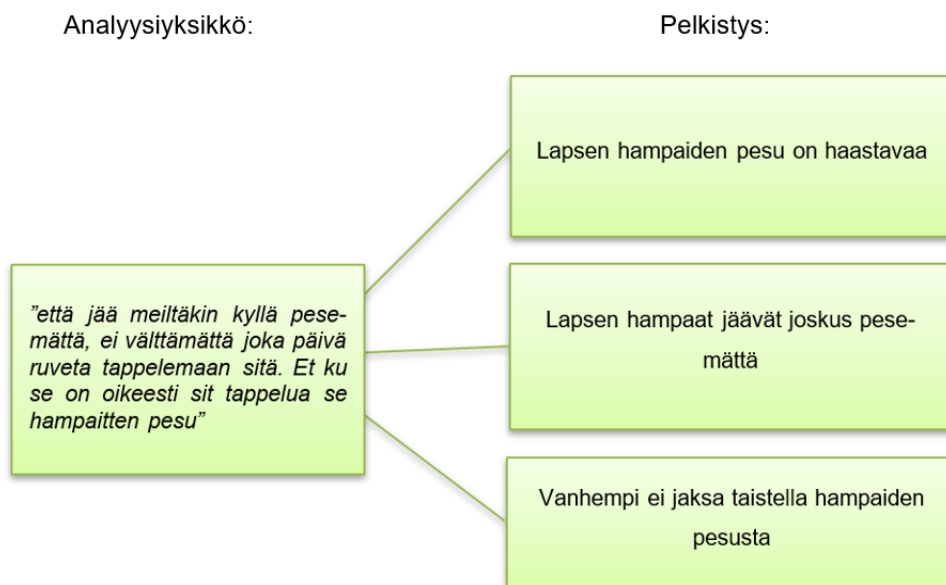 Analyysiyksikkö:
Pelkistys:
”että jää meiltäkin kyllä pese-
mättä, ei välttämättä joka päivä
ruveta tappelemaan sitä. Et ku
se on oikeesti sit tappelua se
hampaitten pesu”
Lapsen hampaiden pesu on haastavaa
Lapsen hampaat jäävät joskus pese-
mättä
Vanhempi ei jaksa taistella hampaiden
pesusta